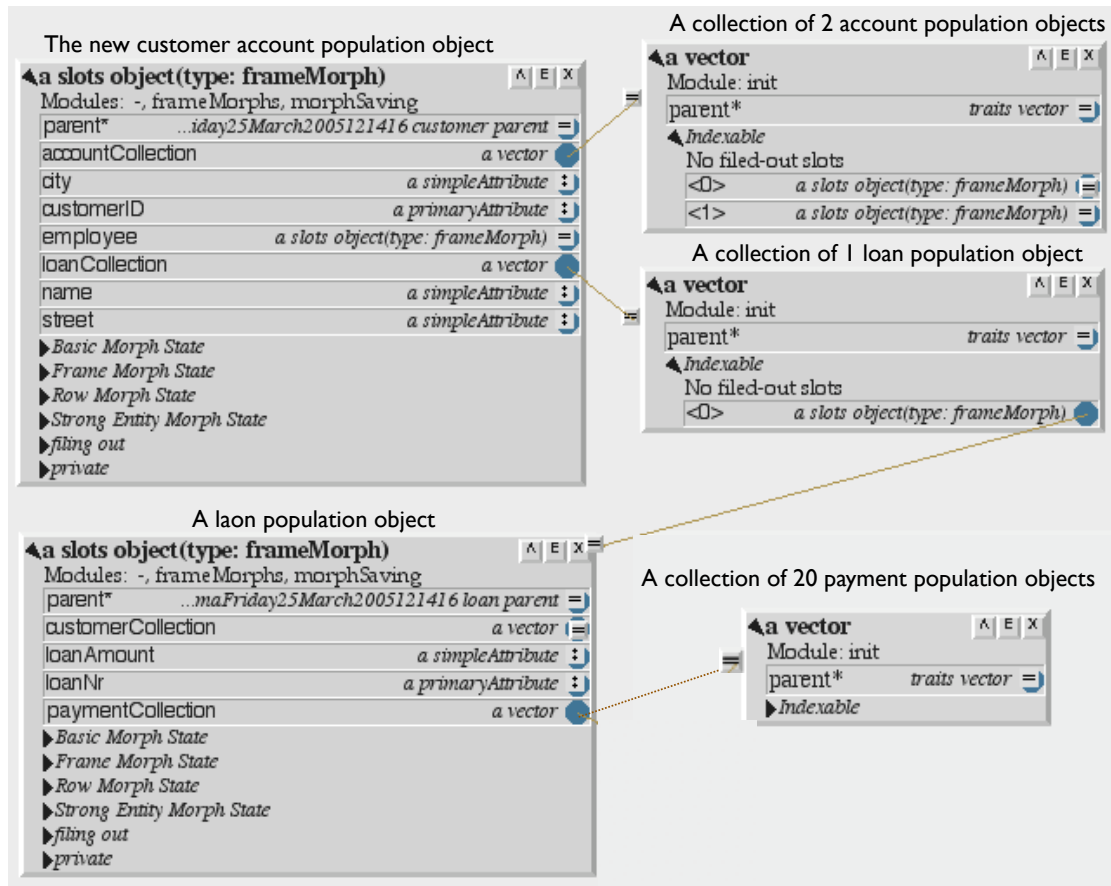 The new customer account population object
a slots object(type: frameMorph)
Λ E X
Modules: -, frameMorphs, morphSaving
parent* ...iday25March2005121416 customer parent =
accountCollection a vector
city a simpleAttribute :
customerID a primaryAttribute :
employee a slots object(type: frameMorph) =
loanCollection a vector
name a simpleAttribute :
street a simpleAttribute :
Basic Morph State
Frame Morph State
Row Morph State
Strong Entity Morph State
filing out
private
A collection of 2 account population objects
a vector
Λ E X
Module: init
parent* traits vector =
Indexable
No filed-out slots
<0> a slots object(type: frameMorph) =
<1> a slots object(type: frameMorph) =
A collection of 1 loan population object
a vector
Λ E X
Module: init
parent* traits vector =
Indexable
No filed-out slots
<0> a slots object(type: frameMorph)
A laon population object
a slots object(type: frameMorph)
Λ E X =
Modules: -, frameMorphs, morphSaving
parent* ...maFriday25March2005121416 loan parent =
customerCollection a vector =
loanAmount a simpleAttribute :
loanNr a primaryAttribute :
paymentCollection a vector
Basic Morph State
Frame Morph State
Row Morph State
Strong Entity Morph State
filing out
private
A collection of 20 payment population objects
a vector
Λ E X
Module: init
parent* traits vector =
Indexable